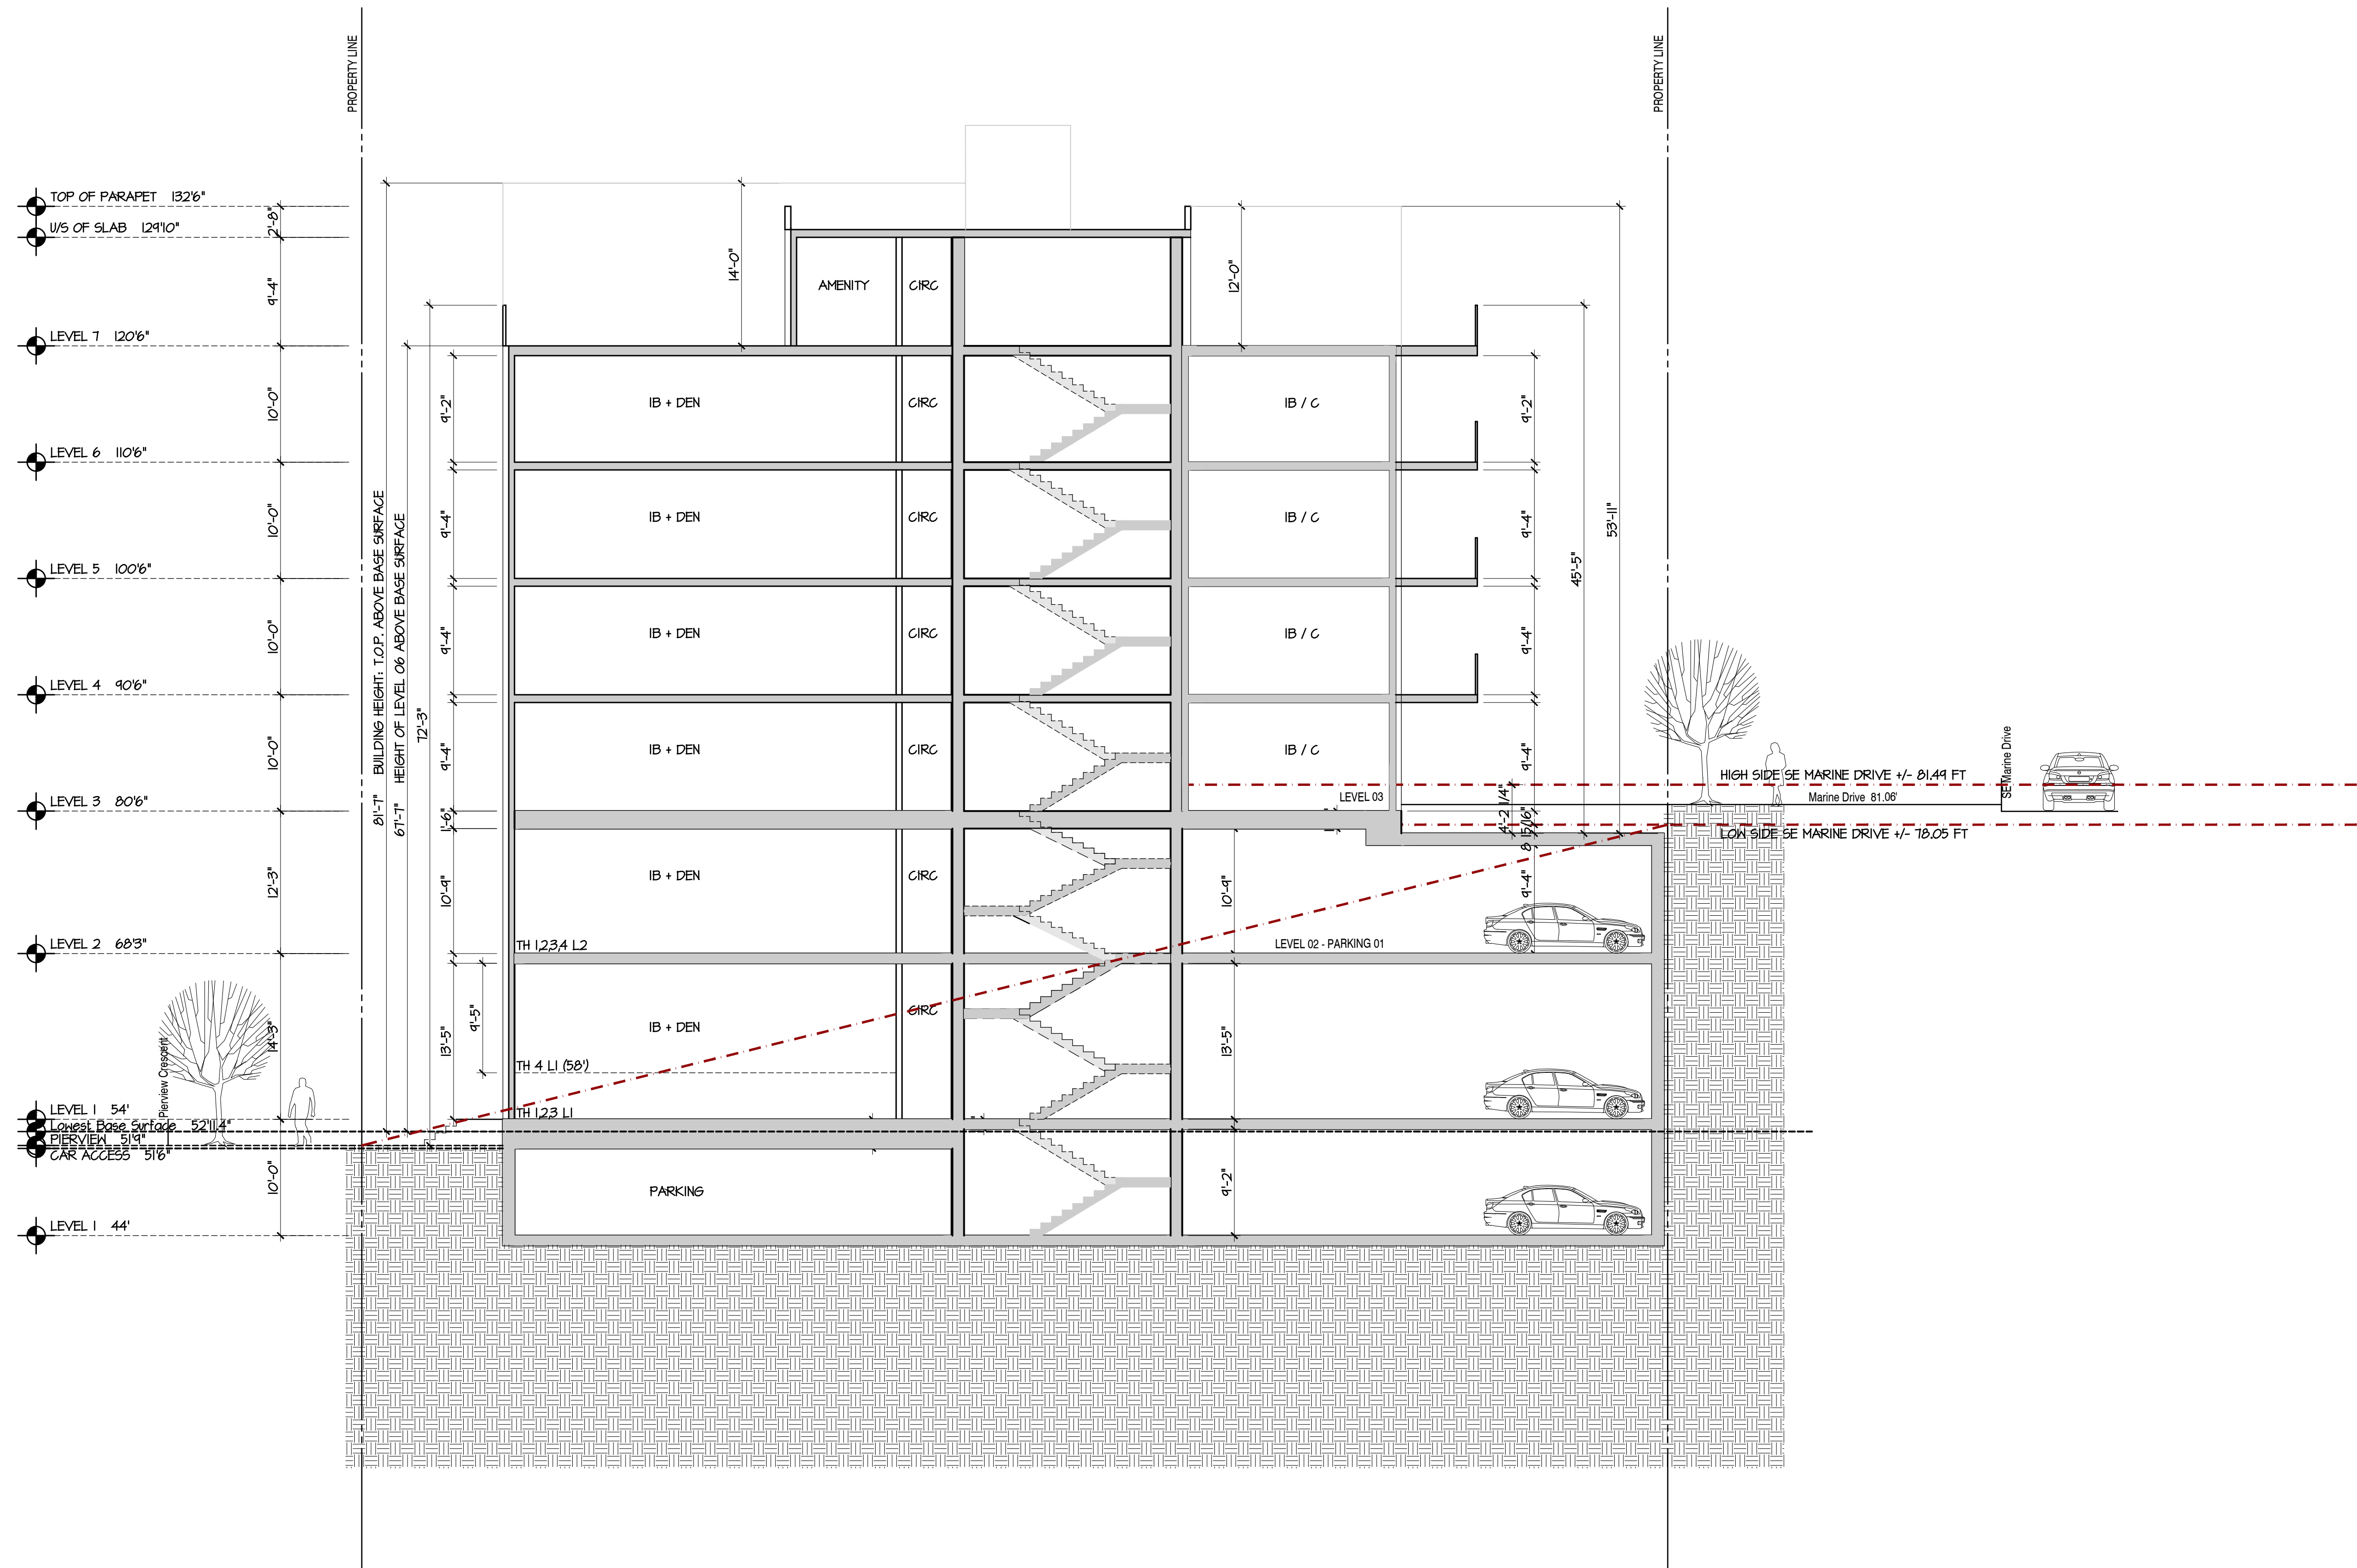 PROPERTY LINE
PROPERTY LINE
TOP OF PARAPET 132'6"
2'-8"
U/S OF SLAB 129'10"
9'-4"
14'-0"
12'-0"
AMENITY
CIRC
LEVEL 7 120'6"
10'-0"
9'-2"
1B + DEN
CIRC
1B / C
9'-2"
LEVEL 6 110'6"
10'-0"
9'-4"
1B + DEN
CIRC
1B / C
9'-4"
53'-11"
45'-5"
LEVEL 5 100'6"
10'-0"
9'-4"
1B + DEN
CIRC
1B / C
9'-4"
LEVEL 4 90'6"
10'-0"
81'-7" BUILDING HEIGHT: T.O.P. ABOVE BASE SURFACE
67'-7" HEIGHT OF LEVEL 06 ABOVE BASE SURFACE
72'-3"
9'-4"
1B + DEN
CIRC
1B / C
9'-4"
HIGH SIDE SE MARINE DRIVE +/- 81.49 FT
SE Marine Drive
LEVEL 03
4'-2 1/4"
Marine Drive 81.06'
LEVEL 3 80'6"
1'-6"
8 15/16"
LOW SIDE SE MARINE DRIVE +/- 78.05 FT
12'-3"
10'-9"
1B + DEN
CIRC
10'-9"
9'-4"
LEVEL 2 68'3"
TH 1,2,3,4 L2
LEVEL 02 - PARKING 01
14'-3"
13'-5"
9'-5"
1B + DEN
CIRC
13'-5"
TH 4 L1 (58')
Pierview Crescent
LEVEL 1 54'
TH 1,2,3 L1
Lowest Base Surface 52'11.4"
PIERVIEW 51'9"
CAR ACCESS 51'6"
10'-0"
PARKING
9'-2"
LEVEL 1 44'